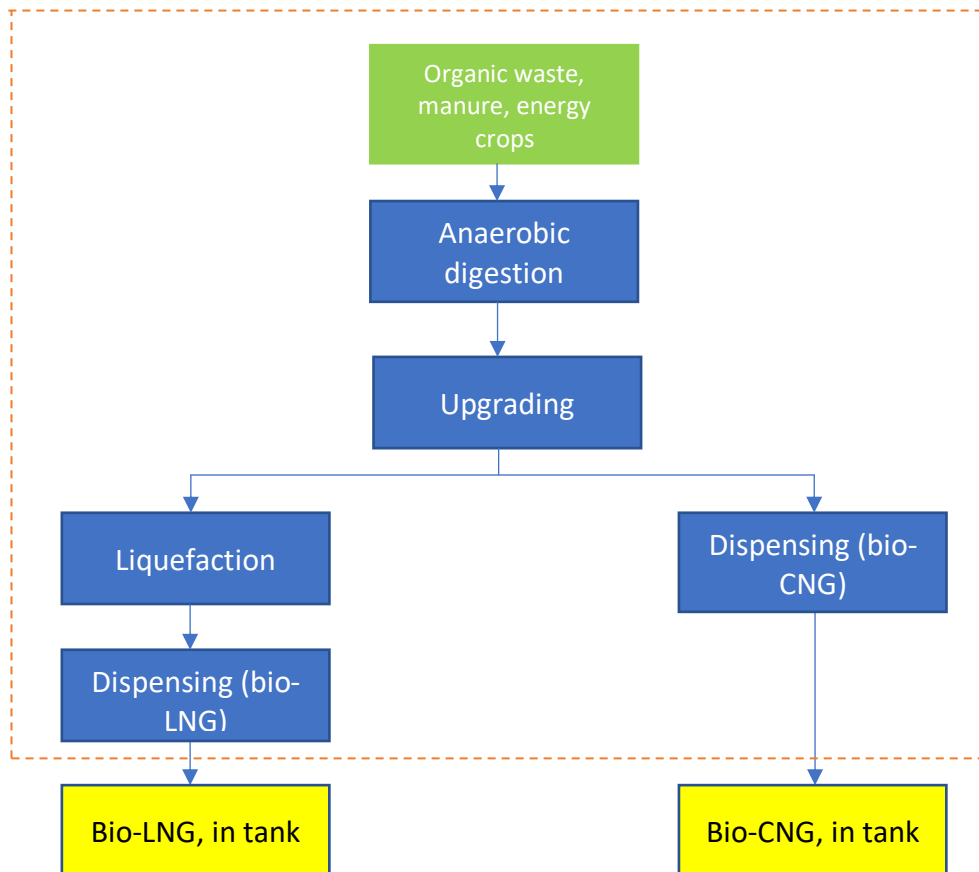 Organic waste,
manure, energy
crops
Anaerobic
digestion
Upgrading
Liquefaction
Dispensing (bio-
CNG)
Dispensing (bio-
LNG)
Bio-LNG, in tank
Bio-CNG, in tank